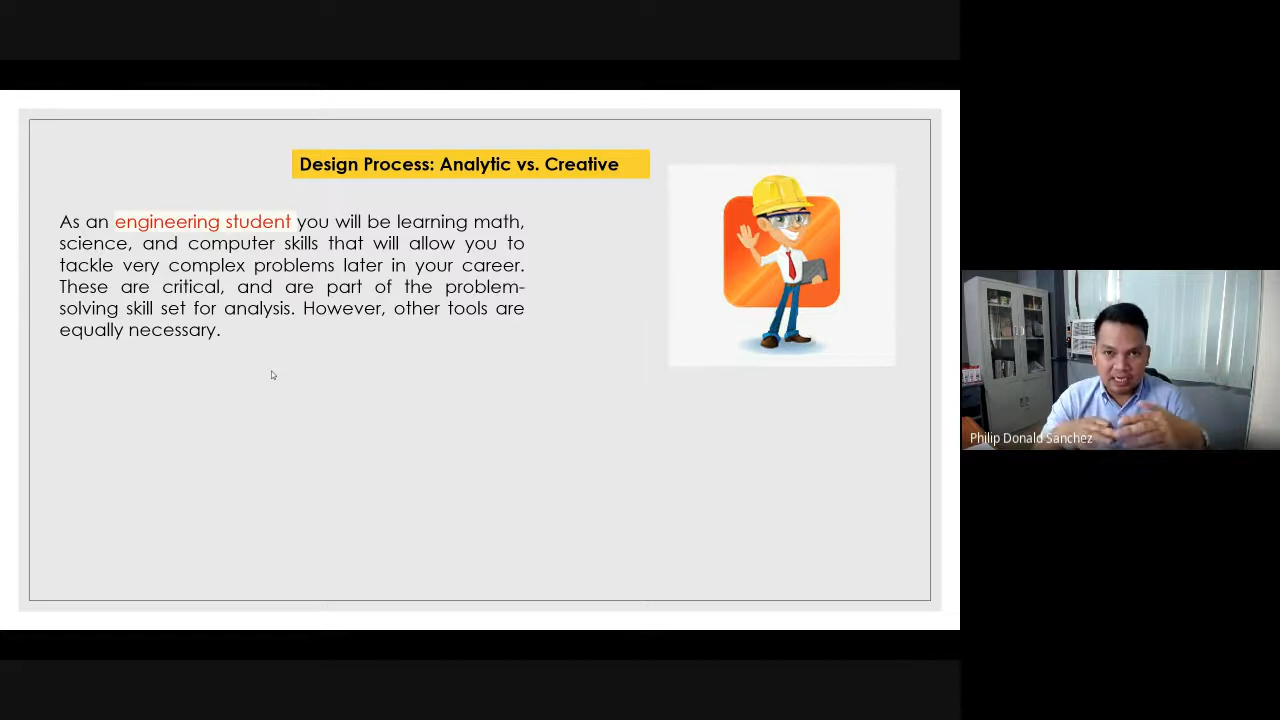 Design Process: Analytic vs. Creative
As an engineering student you will be learning math,
science, and computer skills that will allow you to
tackle very complex problems later in your career.
These are critical, and are part of the problem-
solving skill set for analysis. However, other tools are
equally necessary.
Philip Donald Sanchez